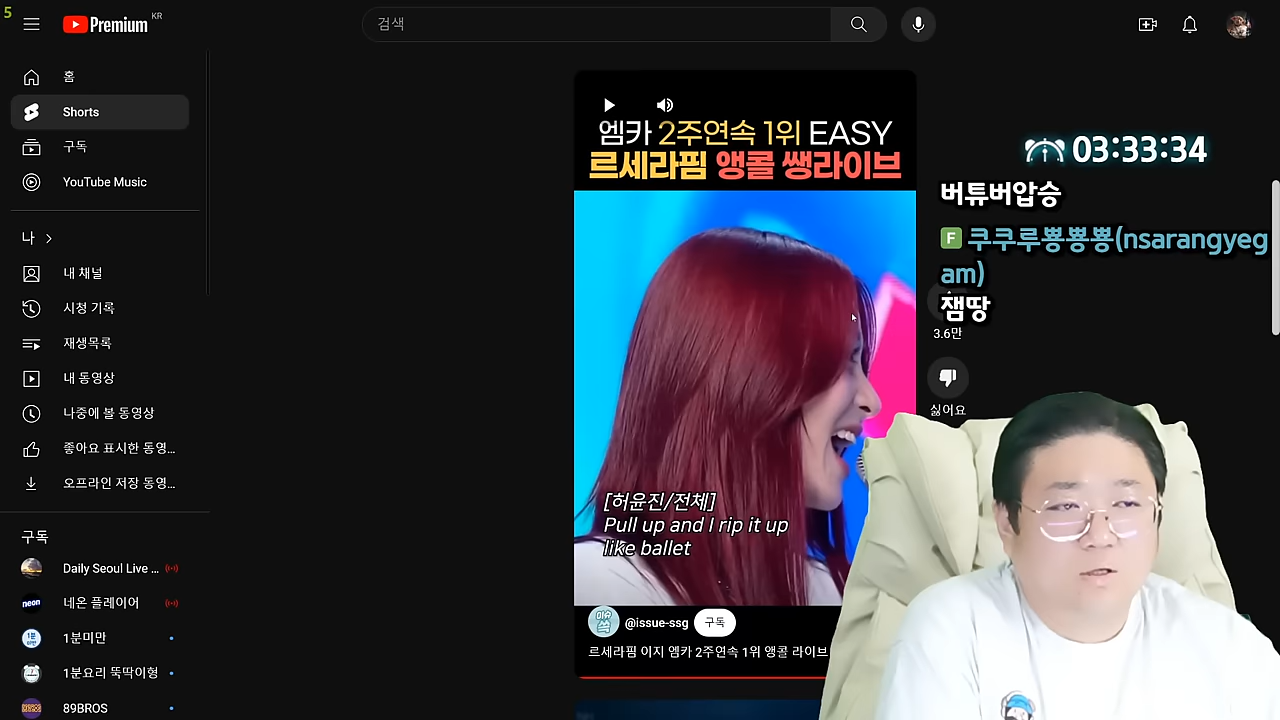 5
Premium KR
검색
홈
Shorts
구독
YouTube Music
나
내 채널
시청 기록
재생목록
내 동영상
나중에 볼 동영상
좋아요 표시한 동영...
오프라인 저장 동영...
구독
Daily Seoul Live ...
neon 네온 플레이어
1분미만
1분요리 뚝딱이형
89BROS
엠카 2주연속 1위 EASY
르세라핌 앵콜 쌩라이브
[허윤진/전체]
Pull up and I rip it up
like ballet
@issue-ssg 구독
르세라핌 이지 엠카 2주연속 1위 앵콜 라이브
03:33:34
버튜버압승
F 쿠쿠루뿅뿅뿅(nsarangyeg
am)
잼땅
3.6만
싫어요